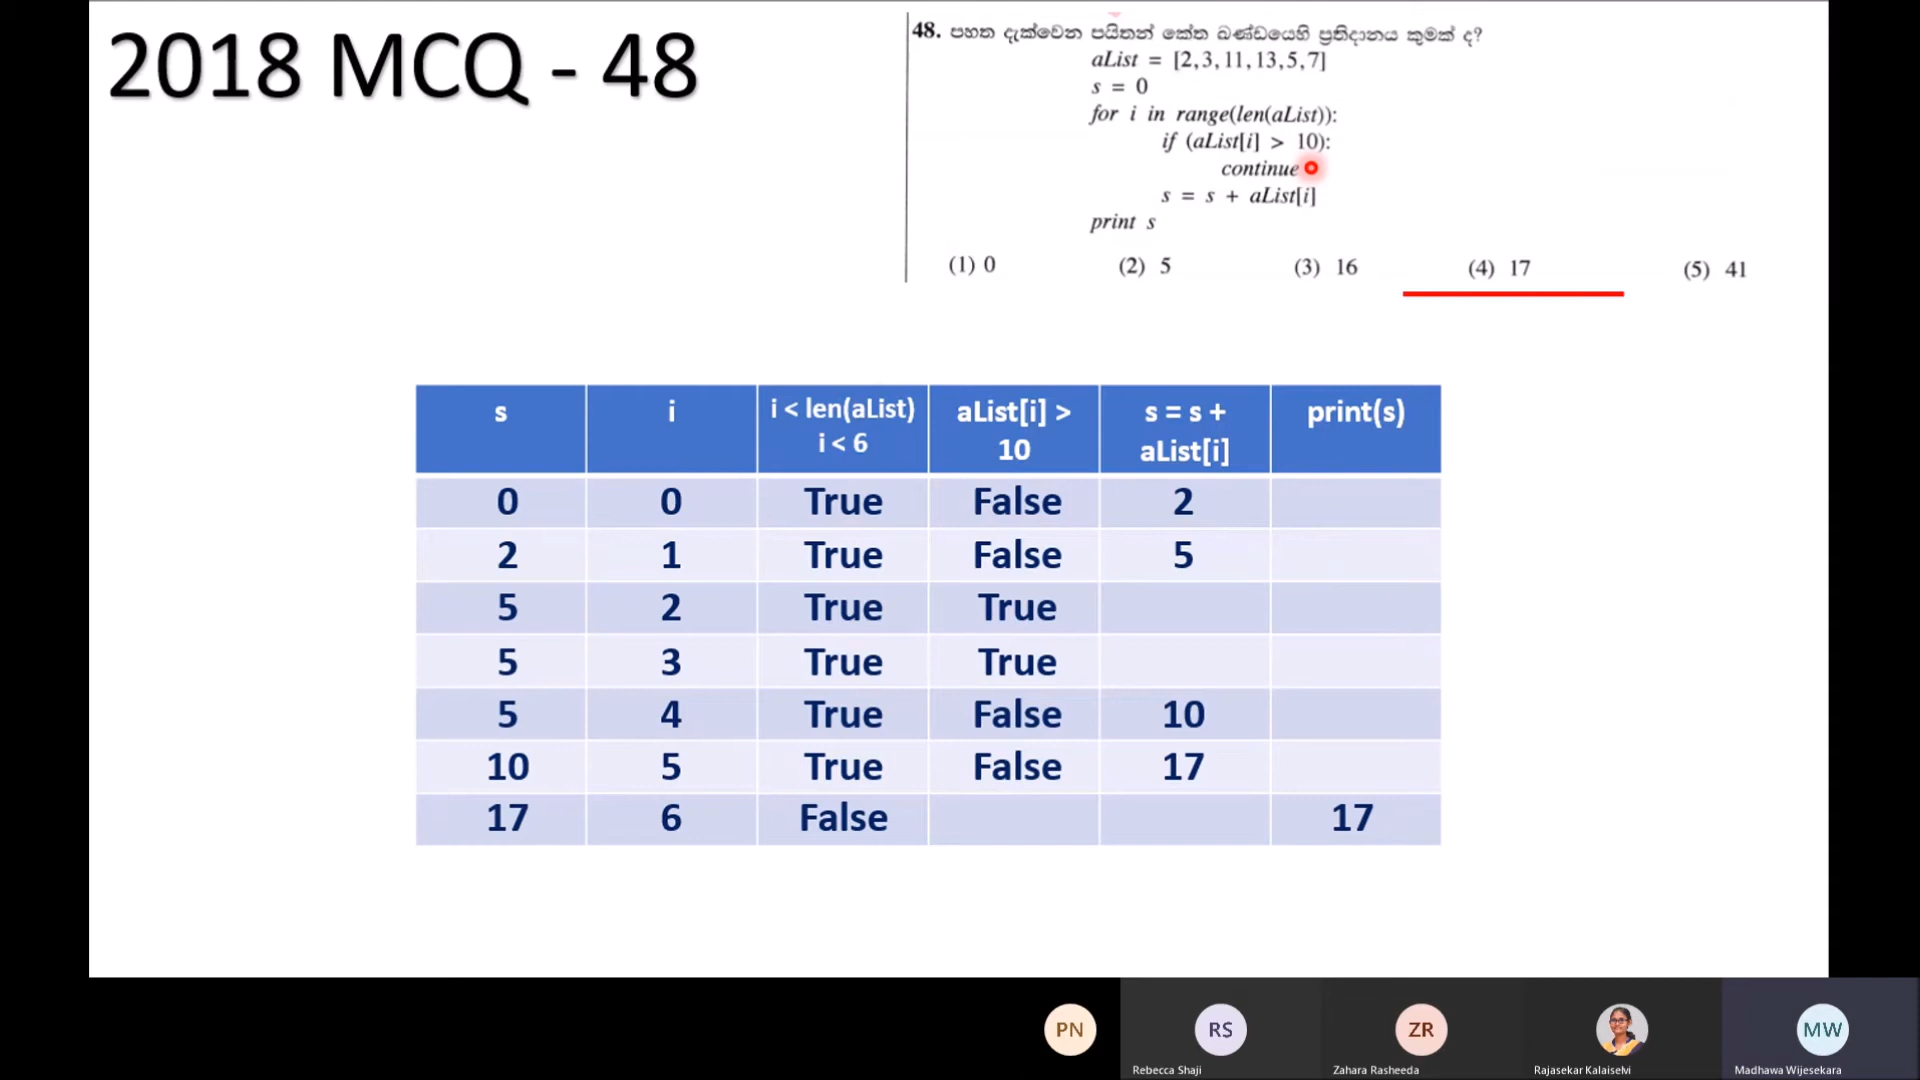 2018 MCQ - 48
48. පහත දැක්වෙන පයිතන් කේත ඛණ්ඩයෙහි ප්‍රතිදානය කුමක් ද?
aList = [2,3,11,13,5,7]
s = 0
for i in range(len(aList)):
if (aList[i] > 10):
continue
s = s + aList[i]
print s
(1) 0 (2) 5 (3) 16 (4) 17 (5) 41
s i i < len(aList) i < 6 aList[i] > 10 s = s + aList[i] print(s)
0 0 True False 2
2 1 True False 5
5 2 True True
5 3 True True
5 4 True False 10
10 5 True False 17
17 6 False 17
PN RS ZR MW
Rebecca Shaji Zahara Rasheeda Rajasekar Kalaiselvi Madhawa Wijesekara